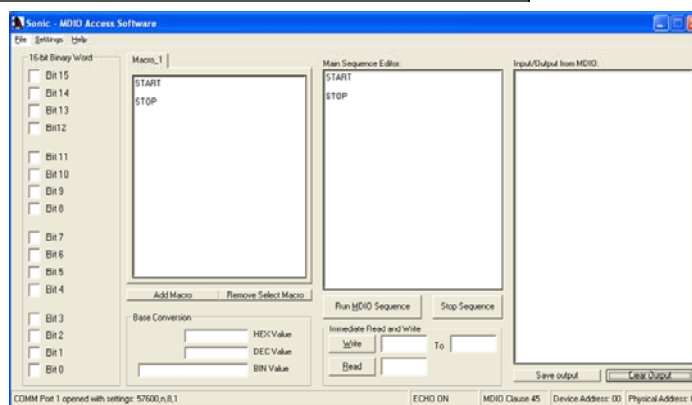 Sonic - MDIO Access Software
File Settings Help
16-bit Binary Word
Bit 15
Bit 14
Bit 13
Bit12
Bit 11
Bit 10
Bit 9
Bit 8
Bit 7
Bit 6
Bit 5
Bit 4
Bit 3
Bit 2
Bit 1
Bit 0
Macro_1
START
STOP
Add Macro Remove Select Macro
Base Conversion
HEX Value
DEC Value
BIN Value
Main Sequence Editor:
START
STOP
Run MDIO Sequence Stop Sequence
Immediate Read and Write
Write To
Read
Input/Output from MDIO:
Save output Clear Output
COMM Port 1 opened with settings: 57600,n,8,1 ECHO ON MDIO Clause 45 Device Address: 00 Physical Address: